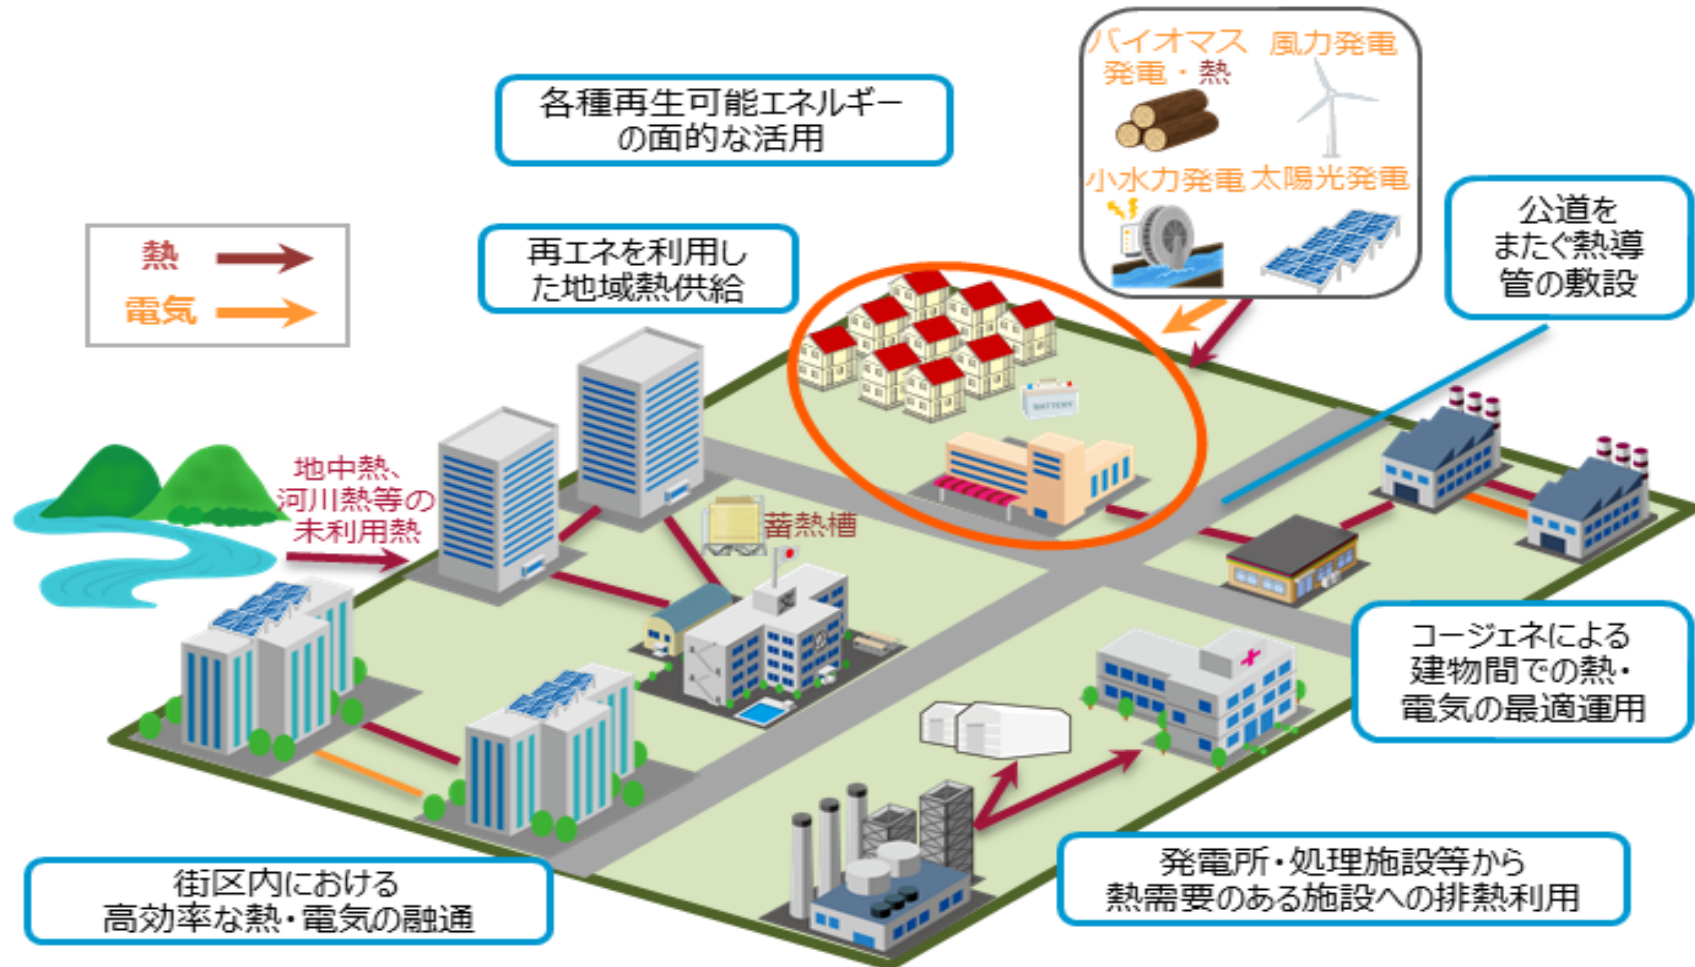 バイオマス
発電・熱
風力発電
小水力発電
太陽光発電
各種再生可能エネルギー
の面的な活用
公道を
またぐ熱導
管の敷設
再エネを利用し
た地域熱供給
熱
電気
BATTERY
地中熱、
河川熱等の
未利用熱
蓄熱槽
コージェネによる
建物間での熱・
電気の最適運用
発電所・処理施設等から
熱需要のある施設への排熱利用
街区内における
高効率な熱・電気の融通